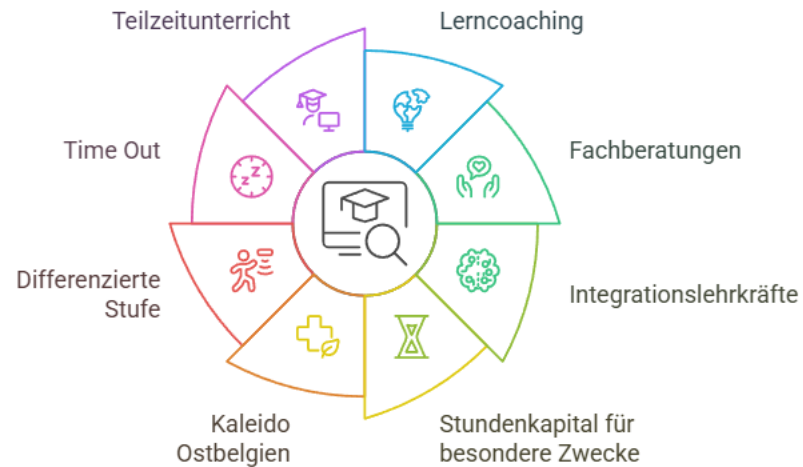 Teilzeitunterricht
Lerncoaching
Time Out
Fachberatungen
Differenzierte
Stufe
Integrationslehrkräfte
Kaleido
Ostbelgien
Stundenkapital für
besondere Zwecke